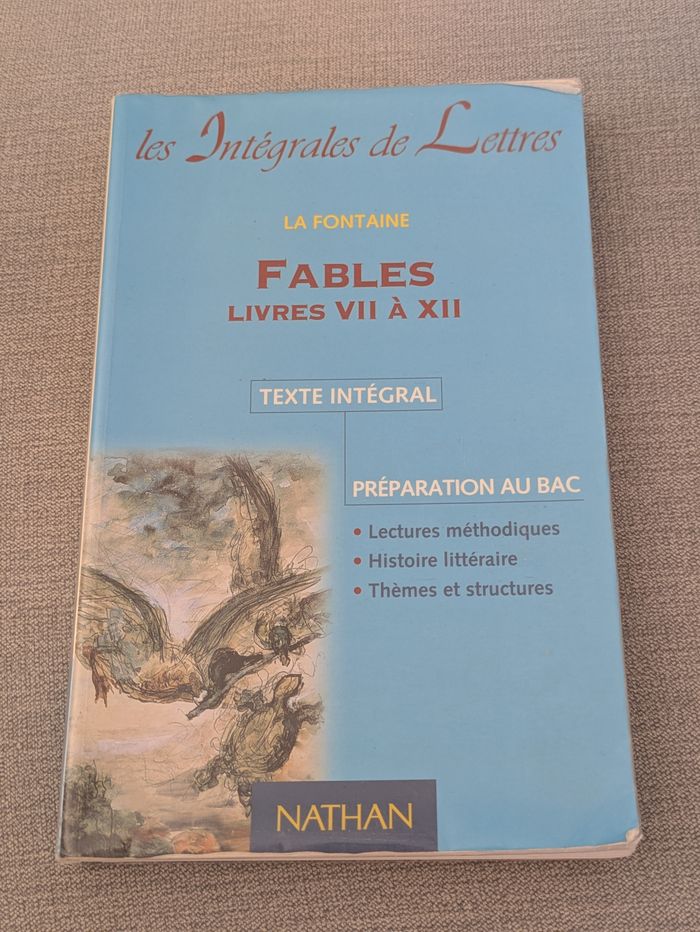 les Intégrales de Lettres
LA FONTAINE
FABLES
LIVRES VII À XII
TEXTE INTÉGRAL
PRÉPARATION AU BAC
• Lectures méthodiques
• Histoire littéraire
• Thèmes et structures
NATHAN